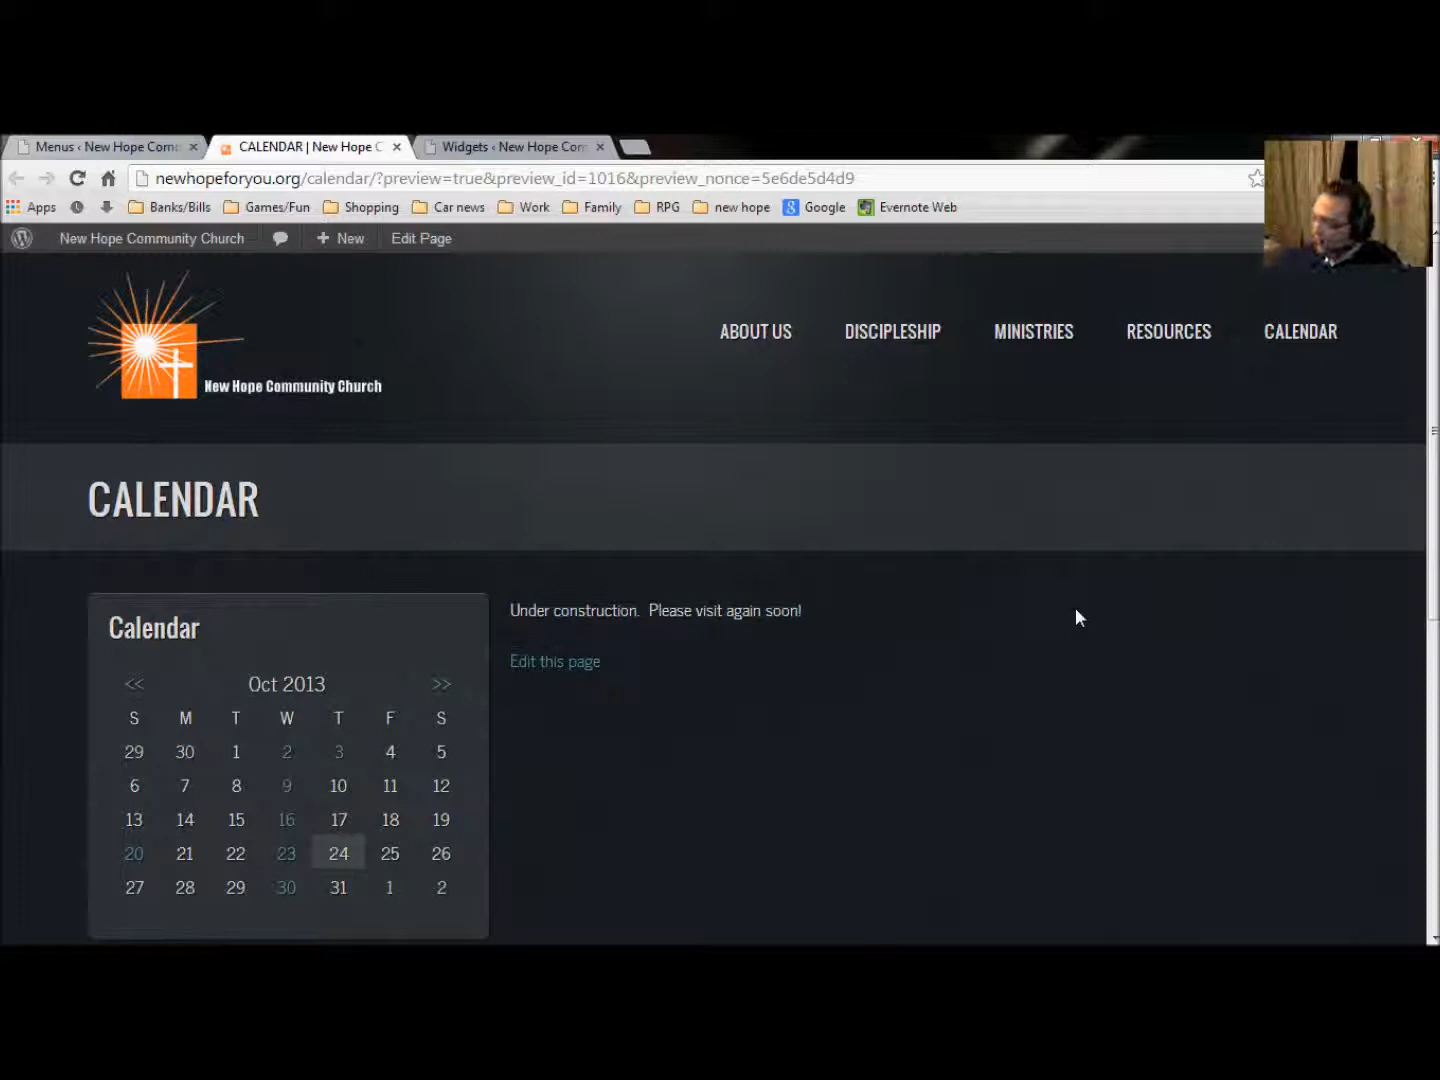 Menus ‹ New Hope Com
CALENDAR | New Hope C
Widgets ‹ New Hope Com
newhopeforyou.org/calendar/?preview=true&preview_id=1016&preview_nonce=5e6de5d4d9
Apps Banks/Bills Games/Fun Shopping Car news Work Family RPG new hope Google Evernote Web
New Hope Community Church + New Edit Page
New Hope Community Church
ABOUT US DISCIPLESHIP MINISTRIES RESOURCES CALENDAR
CALENDAR
Calendar
<< Oct 2013 >>
S M T W T F S
29 30 1 2 3 4 5
6 7 8 9 10 11 12
13 14 15 16 17 18 19
20 21 22 23 24 25 26
27 28 29 30 31 1 2
Under construction. Please visit again soon!
Edit this page